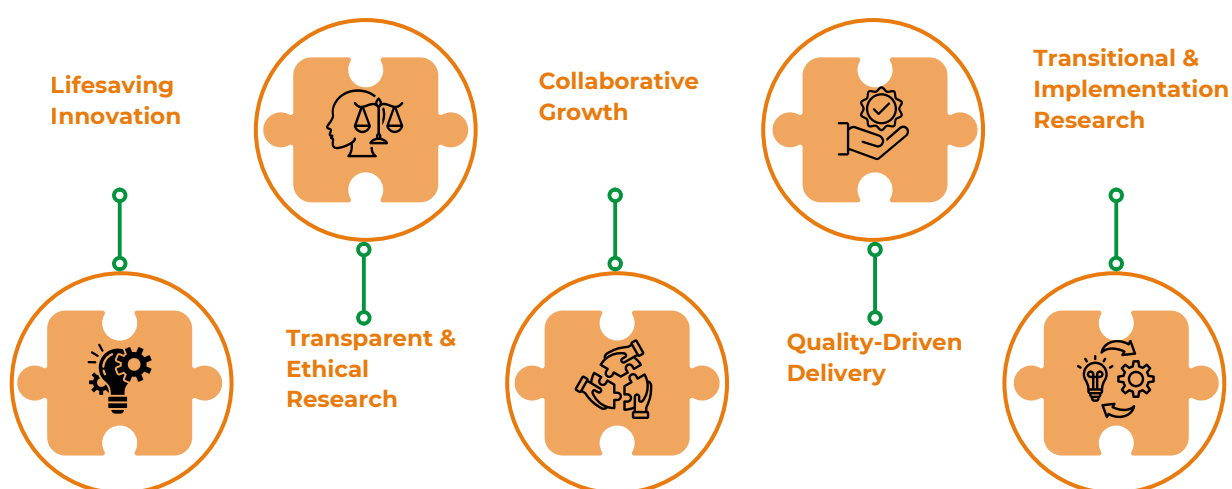 Lifesaving
Innovation
Transparent &
Ethical
Research
Collaborative
Growth
Quality-Driven
Delivery
Transitional &
Implementation
Research